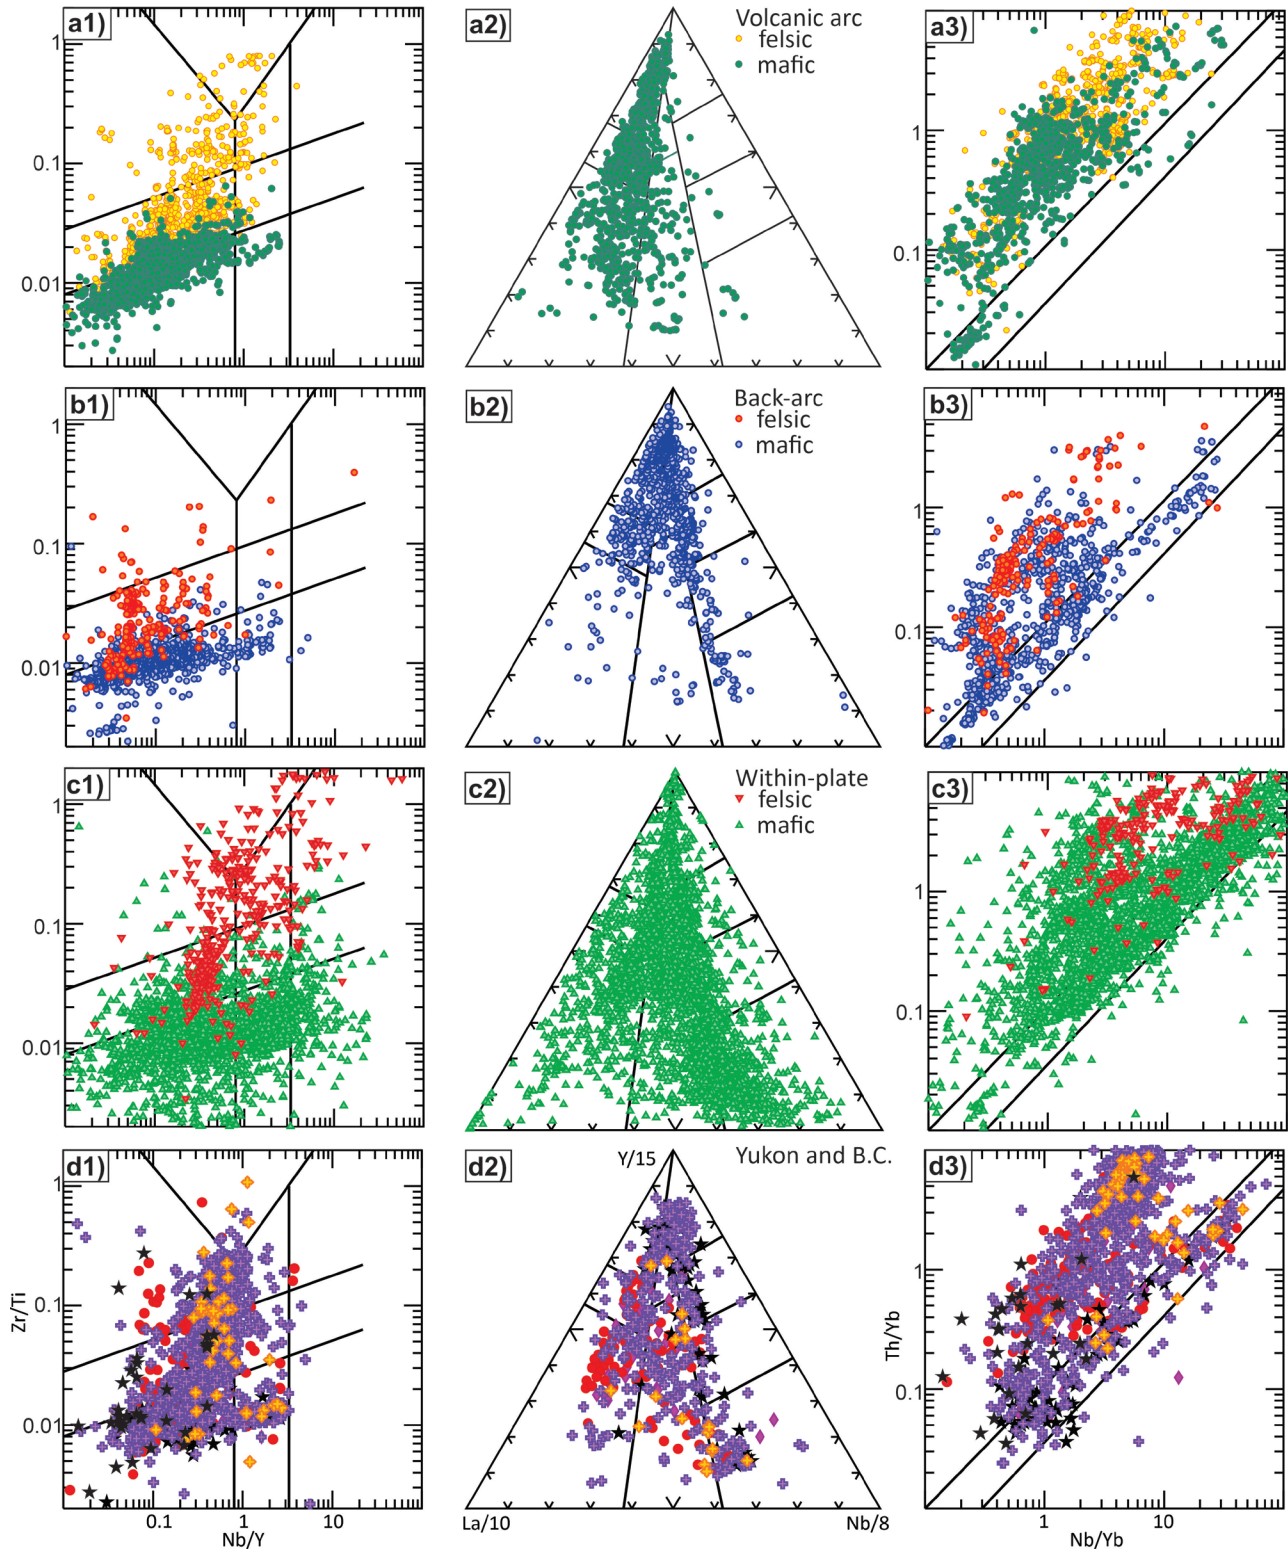 a1)
1
0.1
0.01
a2)
Volcanic arc
felsic
mafic
a3)
1
0.1
b1)
1
0.1
0.01
b2)
Back-arc
felsic
mafic
b3)
1
0.1
c1)
1
0.1
0.01
c2)
Within-plate
felsic
mafic
c3)
1
0.1
d1)
1
0.1
0.01
Zr/Ti
0.1
1
10
Nb/Y
d2)
Y/15
Yukon and B.C.
La/10
Nb/8
d3)
1
0.1
Th/Yb
1
10
Nb/Yb